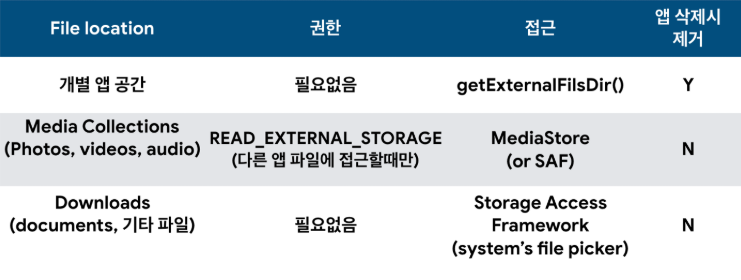 File location 권한 접근 앱 삭제시
제거
개별 앱 공간 필요없음 getExternalFilsDir() Y
Media Collections
(Photos, videos, audio) READ_EXTERNAL_STORAGE
(다른 앱 파일에 접근할때만) MediaStore
(or SAF) N
Downloads
(documents, 기타 파일) 필요없음 Storage Access
Framework
(system's file picker) N